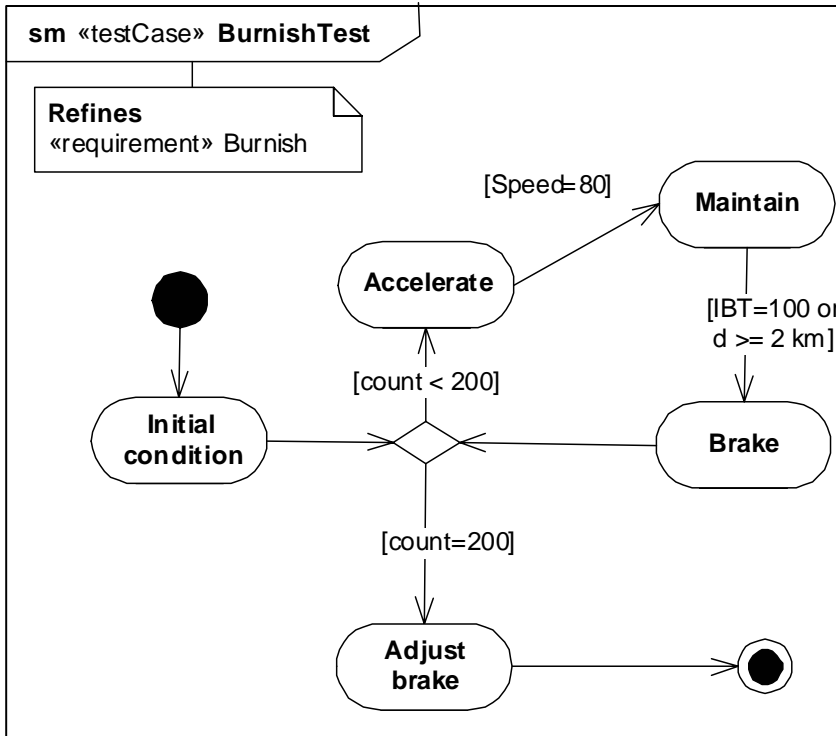 sm «testCase» BurnishTest
Refines
«requirement» Burnish
[Speed=80]
Maintain
Accelerate
[IBT=100 or
d >= 2 km]
[count < 200]
Initial
condition
Brake
[count=200]
Adjust
brake